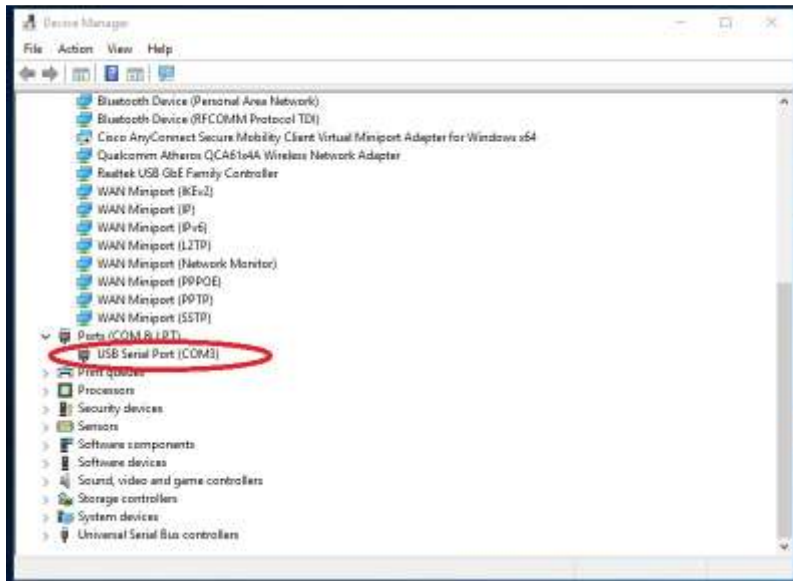 Device Manager
File Action View Help
Bluetooth Device (Personal Area Network)
Bluetooth Device (RFCOMM Protocol TDI)
Cisco AnyConnect Secure Mobility Client Virtual Miniport Adapter for Windows x64
Qualcomm Atheros QCA61x4A Wireless Network Adapter
Realtek USB GbE Family Controller
WAN Miniport (IKEv2)
WAN Miniport (IP)
WAN Miniport (IPv6)
WAN Miniport (L2TP)
WAN Miniport (Network Monitor)
WAN Miniport (PPPOE)
WAN Miniport (PPTP)
WAN Miniport (SSTP)
Ports (COM & LPT)
USB Serial Port (COM3)
Print queues
Processors
Security devices
Sensors
Software components
Software devices
Sound, video and game controllers
Storage controllers
System devices
Universal Serial Bus controllers